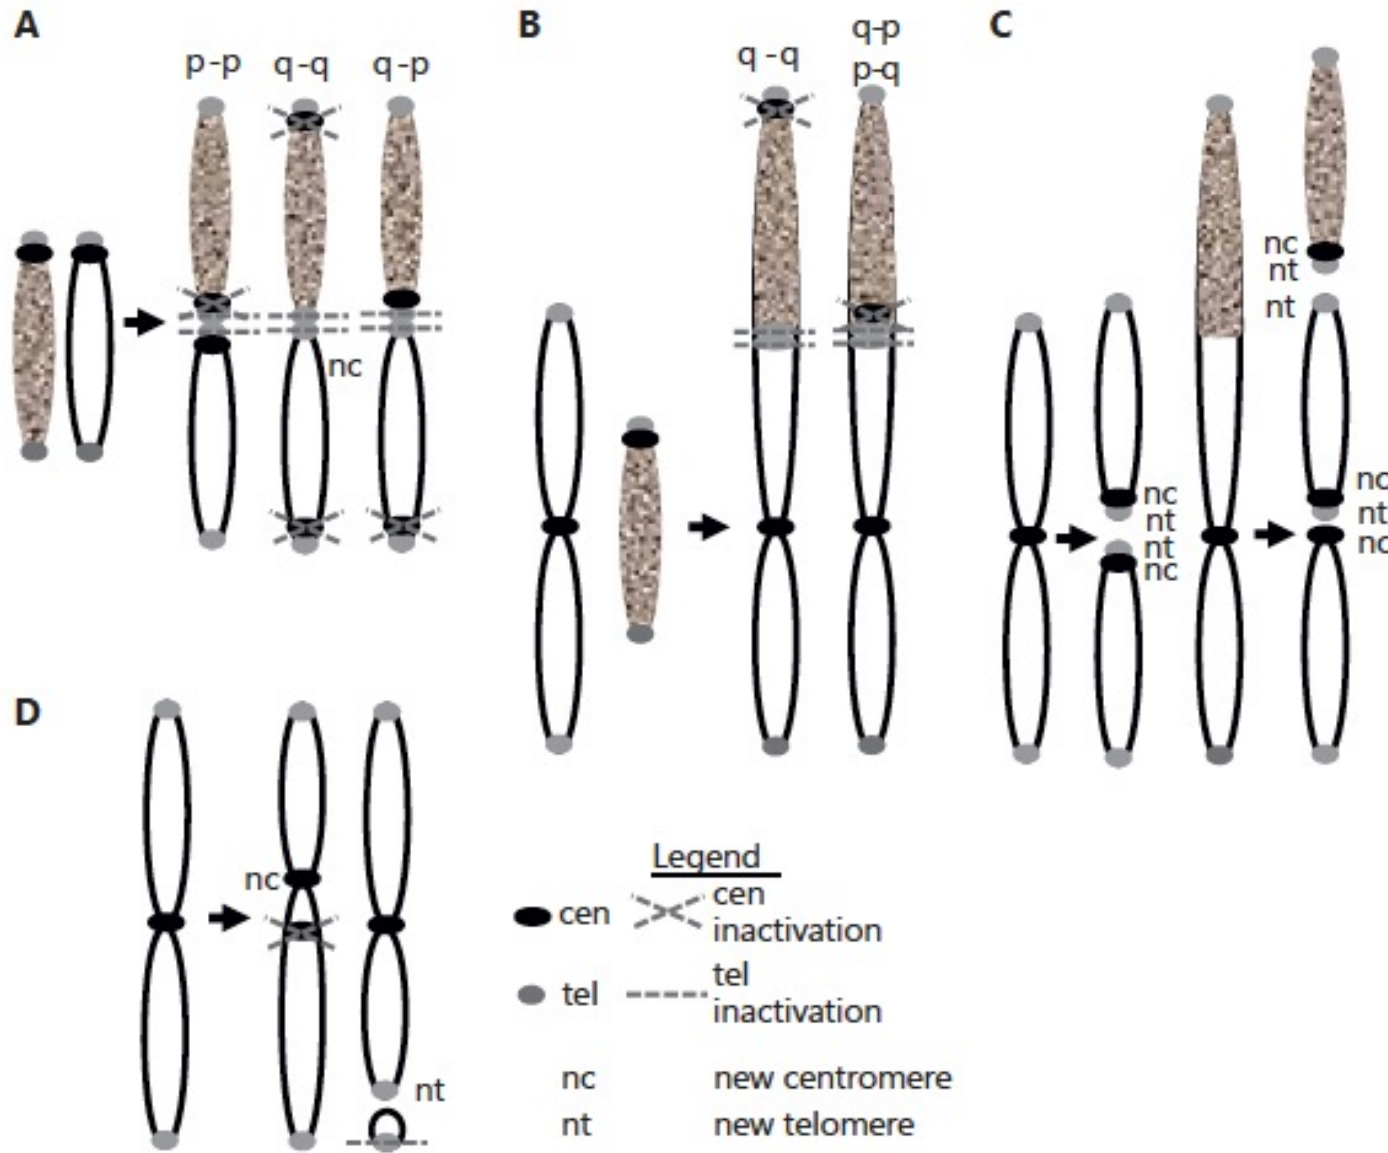 A
p-p q-q q-p
nc
B
q-q
q-p
p-q
C
nc
nt
nt
nc
nc
nt
nt
nc
nt
nc
D
nc
nt
Legend
cen
cen
inactivation
tel
tel
inactivation
nc new centromere
nt new telomere